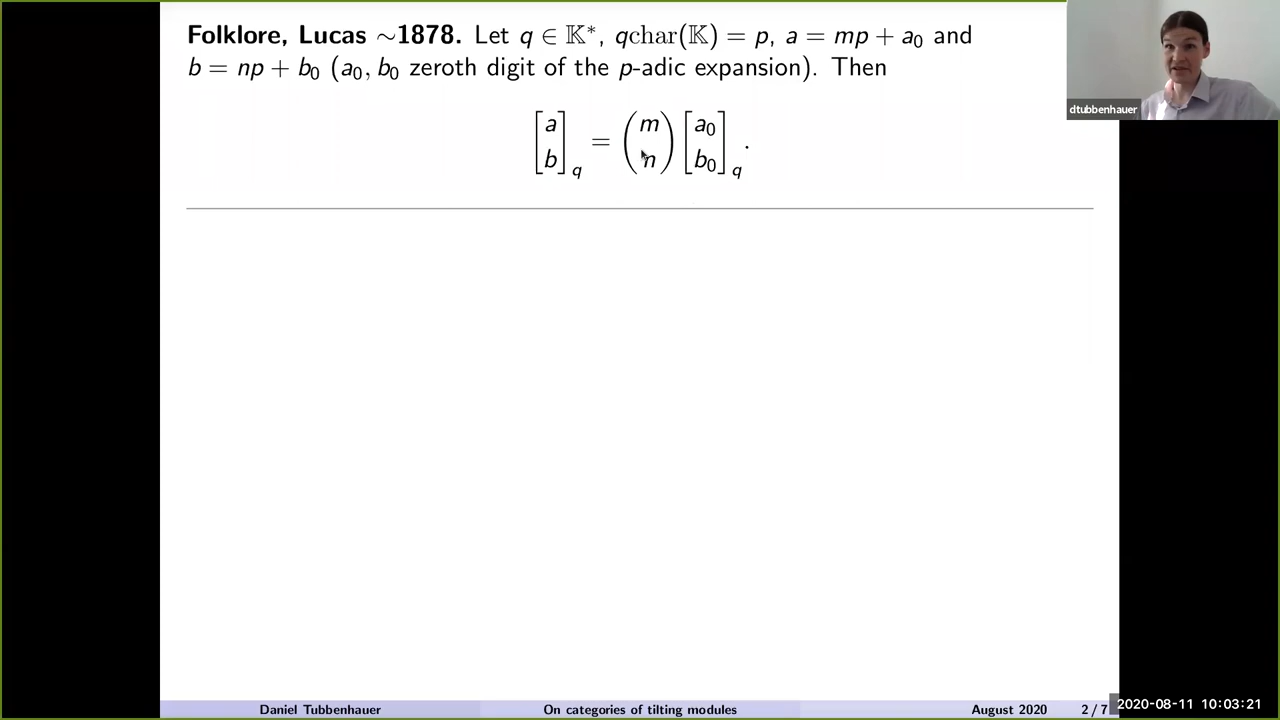 Folklore, Lucas ∼1878. Let q ∈ 𝕂*, qchar(𝕂) = p, a = mp + a₀ and
b = np + b₀ (a₀, b₀ zeroth digit of the p-adic expansion). Then
[a b]_q = (m n) [a₀ b₀]_q.
dtubbenhauer
Daniel Tubbenhauer On categories of tilting modules August 2020 2 / 7
2020-08-11 10:03:21